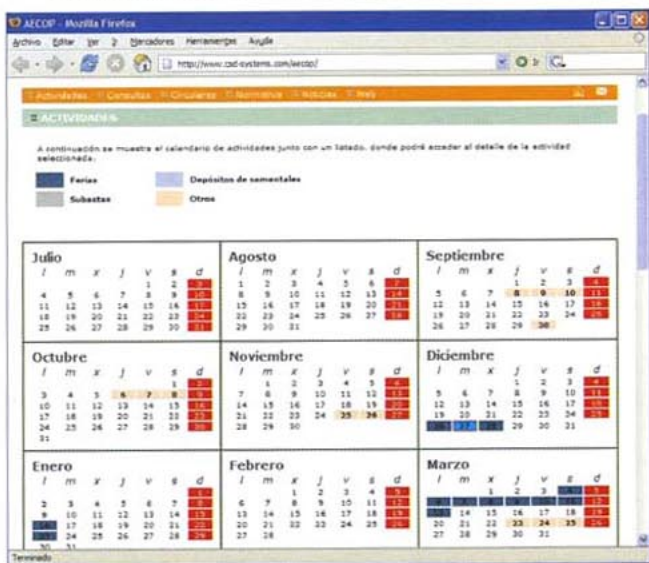 AECOP - Mozilla Firefox
Archivo Editar Ver Marcadores Herramientas Ayuda
http://www.csd-systems.com/aecop/
Actividades Consultas Circulares Normativa Noticias Web
ACTIVIDADES
A continuación se muestra el calendario de actividades junto con un listado, donde podrá acceder al detalle de la actividad
seleccionada.
Ferias Depósitos de sementales
Subastas Otros
Julio
l m x j v s d
1 2 3
4 5 6 7 8 9 10
11 12 13 14 15 16 17
18 19 20 21 22 23 24
25 26 27 28 29 30 31
Agosto
l m x j v s d
1 2 3 4 5 6 7
8 9 10 11 12 13 14
15 16 17 18 19 20 21
22 23 24 25 26 27 28
29 30 31
Septiembre
l m x j v s d
1 2 3 4
5 6 7 8 9 10 11
12 13 14 15 16 17 18
19 20 21 22 23 24 25
26 27 28 29 30
Octubre
l m x j v s d
1 2
3 4 5 6 7 8 9
10 11 12 13 14 15 16
17 18 19 20 21 22 23
24 25 26 27 28 29 30
31
Noviembre
l m x j v s d
1 2 3 4 5 6
7 8 9 10 11 12 13
14 15 16 17 18 19 20
21 22 23 24 25 26 27
28 29 30
Diciembre
l m x j v s d
1 2 3 4
5 6 7 8 9 10 11
12 13 14 15 16 17 18
19 20 21 22 23 24 25
26 27 28 29 30 31
Enero
l m x j v s d
1
2 3 4 5 6 7 8
9 10 11 12 13 14 15
16 17 18 19 20 21 22
23 24 25 26 27 28 29
30 31
Febrero
l m x j v s d
1 2 3 4 5
6 7 8 9 10 11 12
13 14 15 16 17 18 19
20 21 22 23 24 25 26
27 28
Marzo
l m x j v s d
1 2 3 4 5
6 7 8 9 10 11 12
13 14 15 16 17 18 19
20 21 22 23 24 25 26
27 28 29 30 31
Terminado